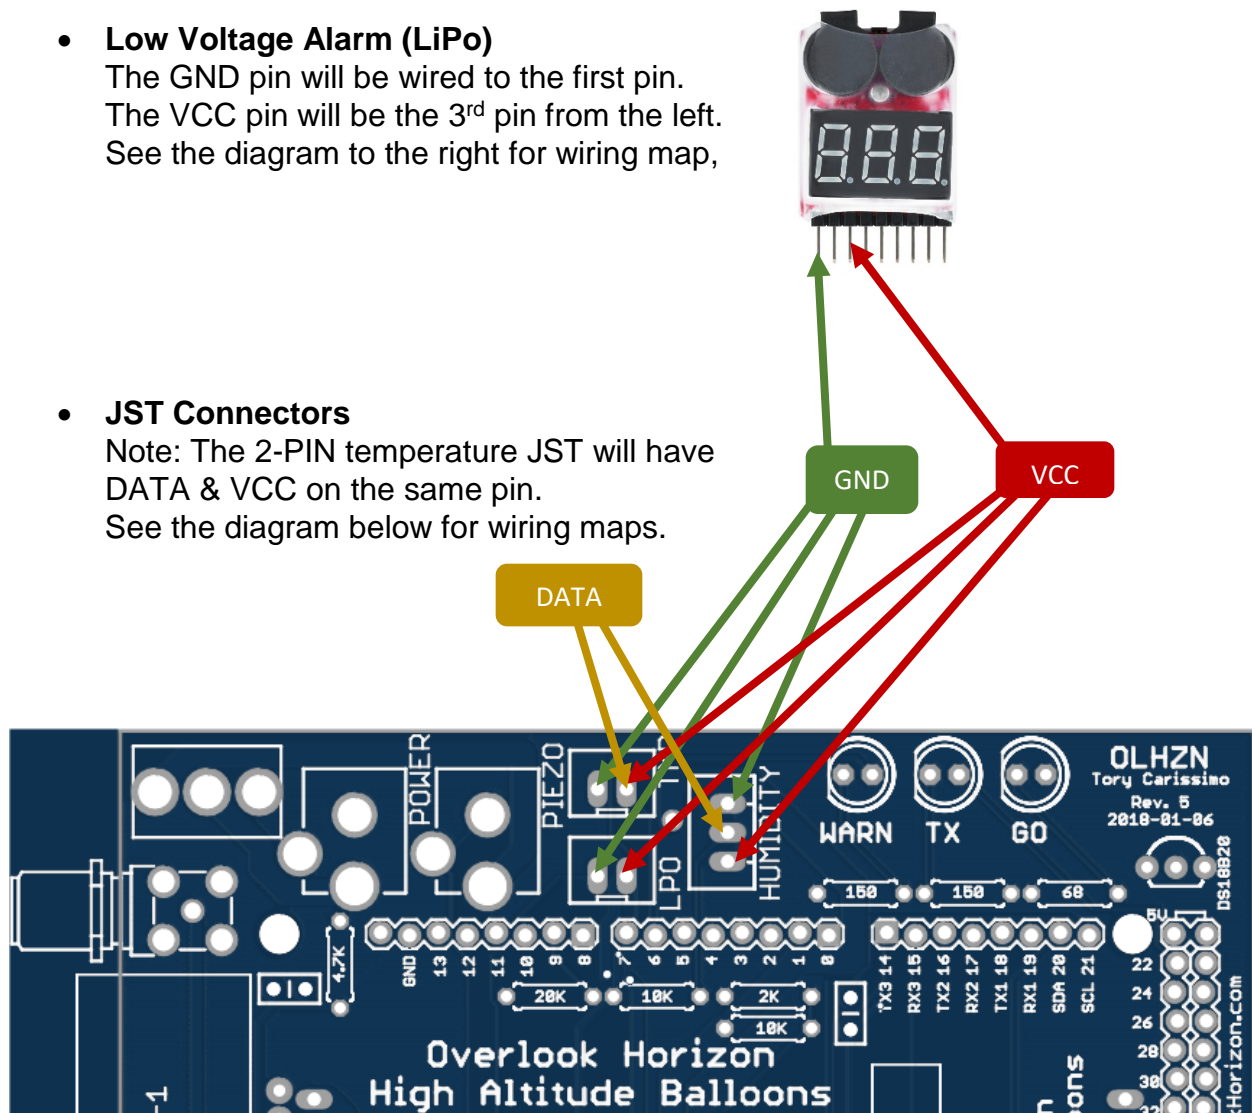 • Low Voltage Alarm (LiPo)
The GND pin will be wired to the first pin.
The VCC pin will be the 3rd pin from the left.
See the diagram to the right for wiring map,
• JST Connectors
Note: The 2-PIN temperature JST will have
DATA & VCC on the same pin.
See the diagram below for wiring maps.
GND
VCC
DATA
POWER
PIEZO
LPO
HUMIDITY
WARN
TX
GO
OLHZN
Tory Carissimo
Rev. 5
2018-01-06
DS18B20
150
150
68
5V
4.7K
GND
13
12
11
10
9
8
7
6
5
4
3
2
1
0
TX3 14
RX3 15
TX2 16
RX2 17
TX1 18
RX1 19
SDA 20
SCL 21
22
24
26
28
30
32
20K
10K
2K
10K
Overlook Horizon
High Altitude Balloons
-1
ons
Horizon.com